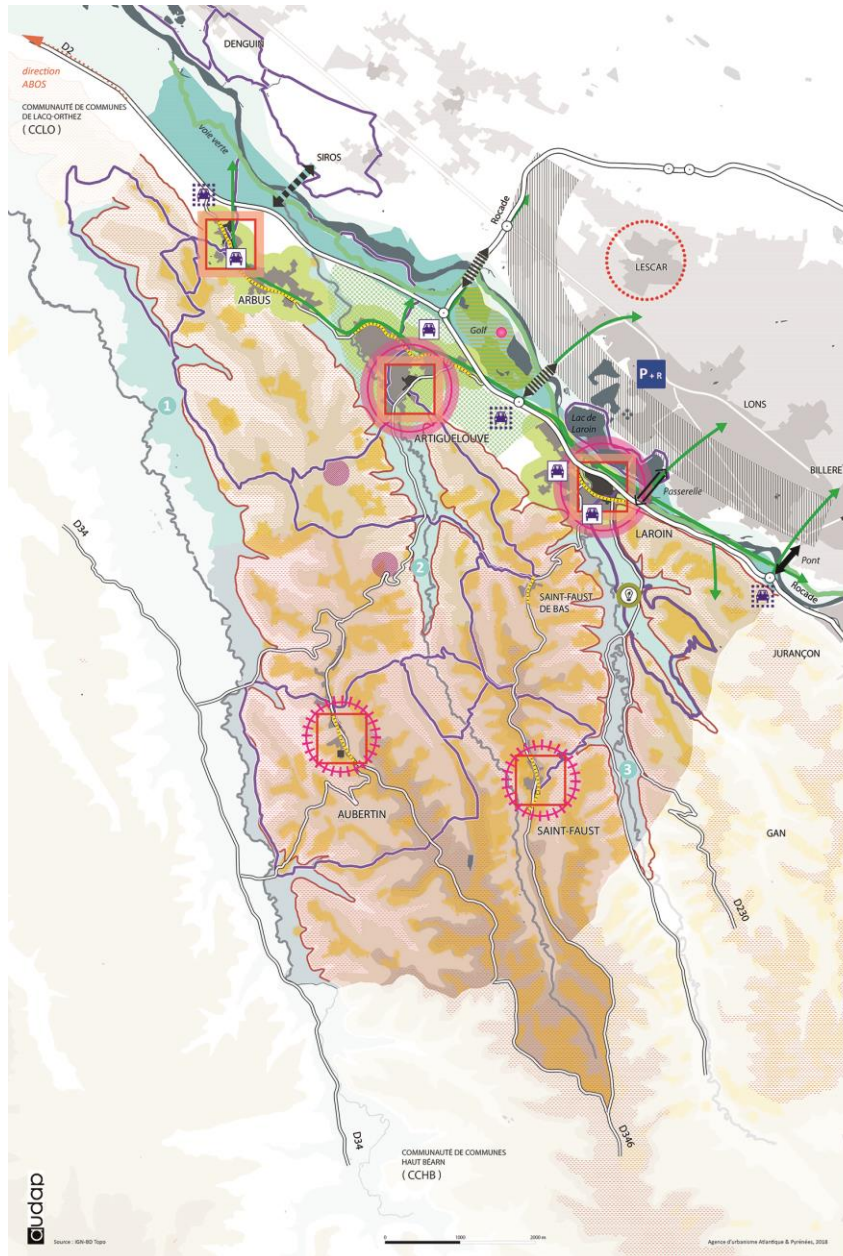 DENGUIN
D2
direction
ABOS
COMMUNAUTÉ DE COMMUNES
DE LACQ-ORTHEZ
( CCLO )
voie verte
SIROS
Rocade
LESCAR
ARBUS
Golf
P + R
1
LONS
Lac de
Laroin
ARTIGUELOUVE
BILLERE
Passerelle
D34
LAROIN
Pont
2
SAINT-FAUST
DE BAS
Rocade
JURANÇON
3
AUBERTIN
SAINT-FAUST
GAN
D230
D34
D346
COMMUNAUTÉ DE COMMUNES
HAUT BÉARN
( CCHB )
audap
Source : IGN-BD Topo
0 1000 2000 m
Agence d'urbanisme Atlantique & Pyrénées, 2018